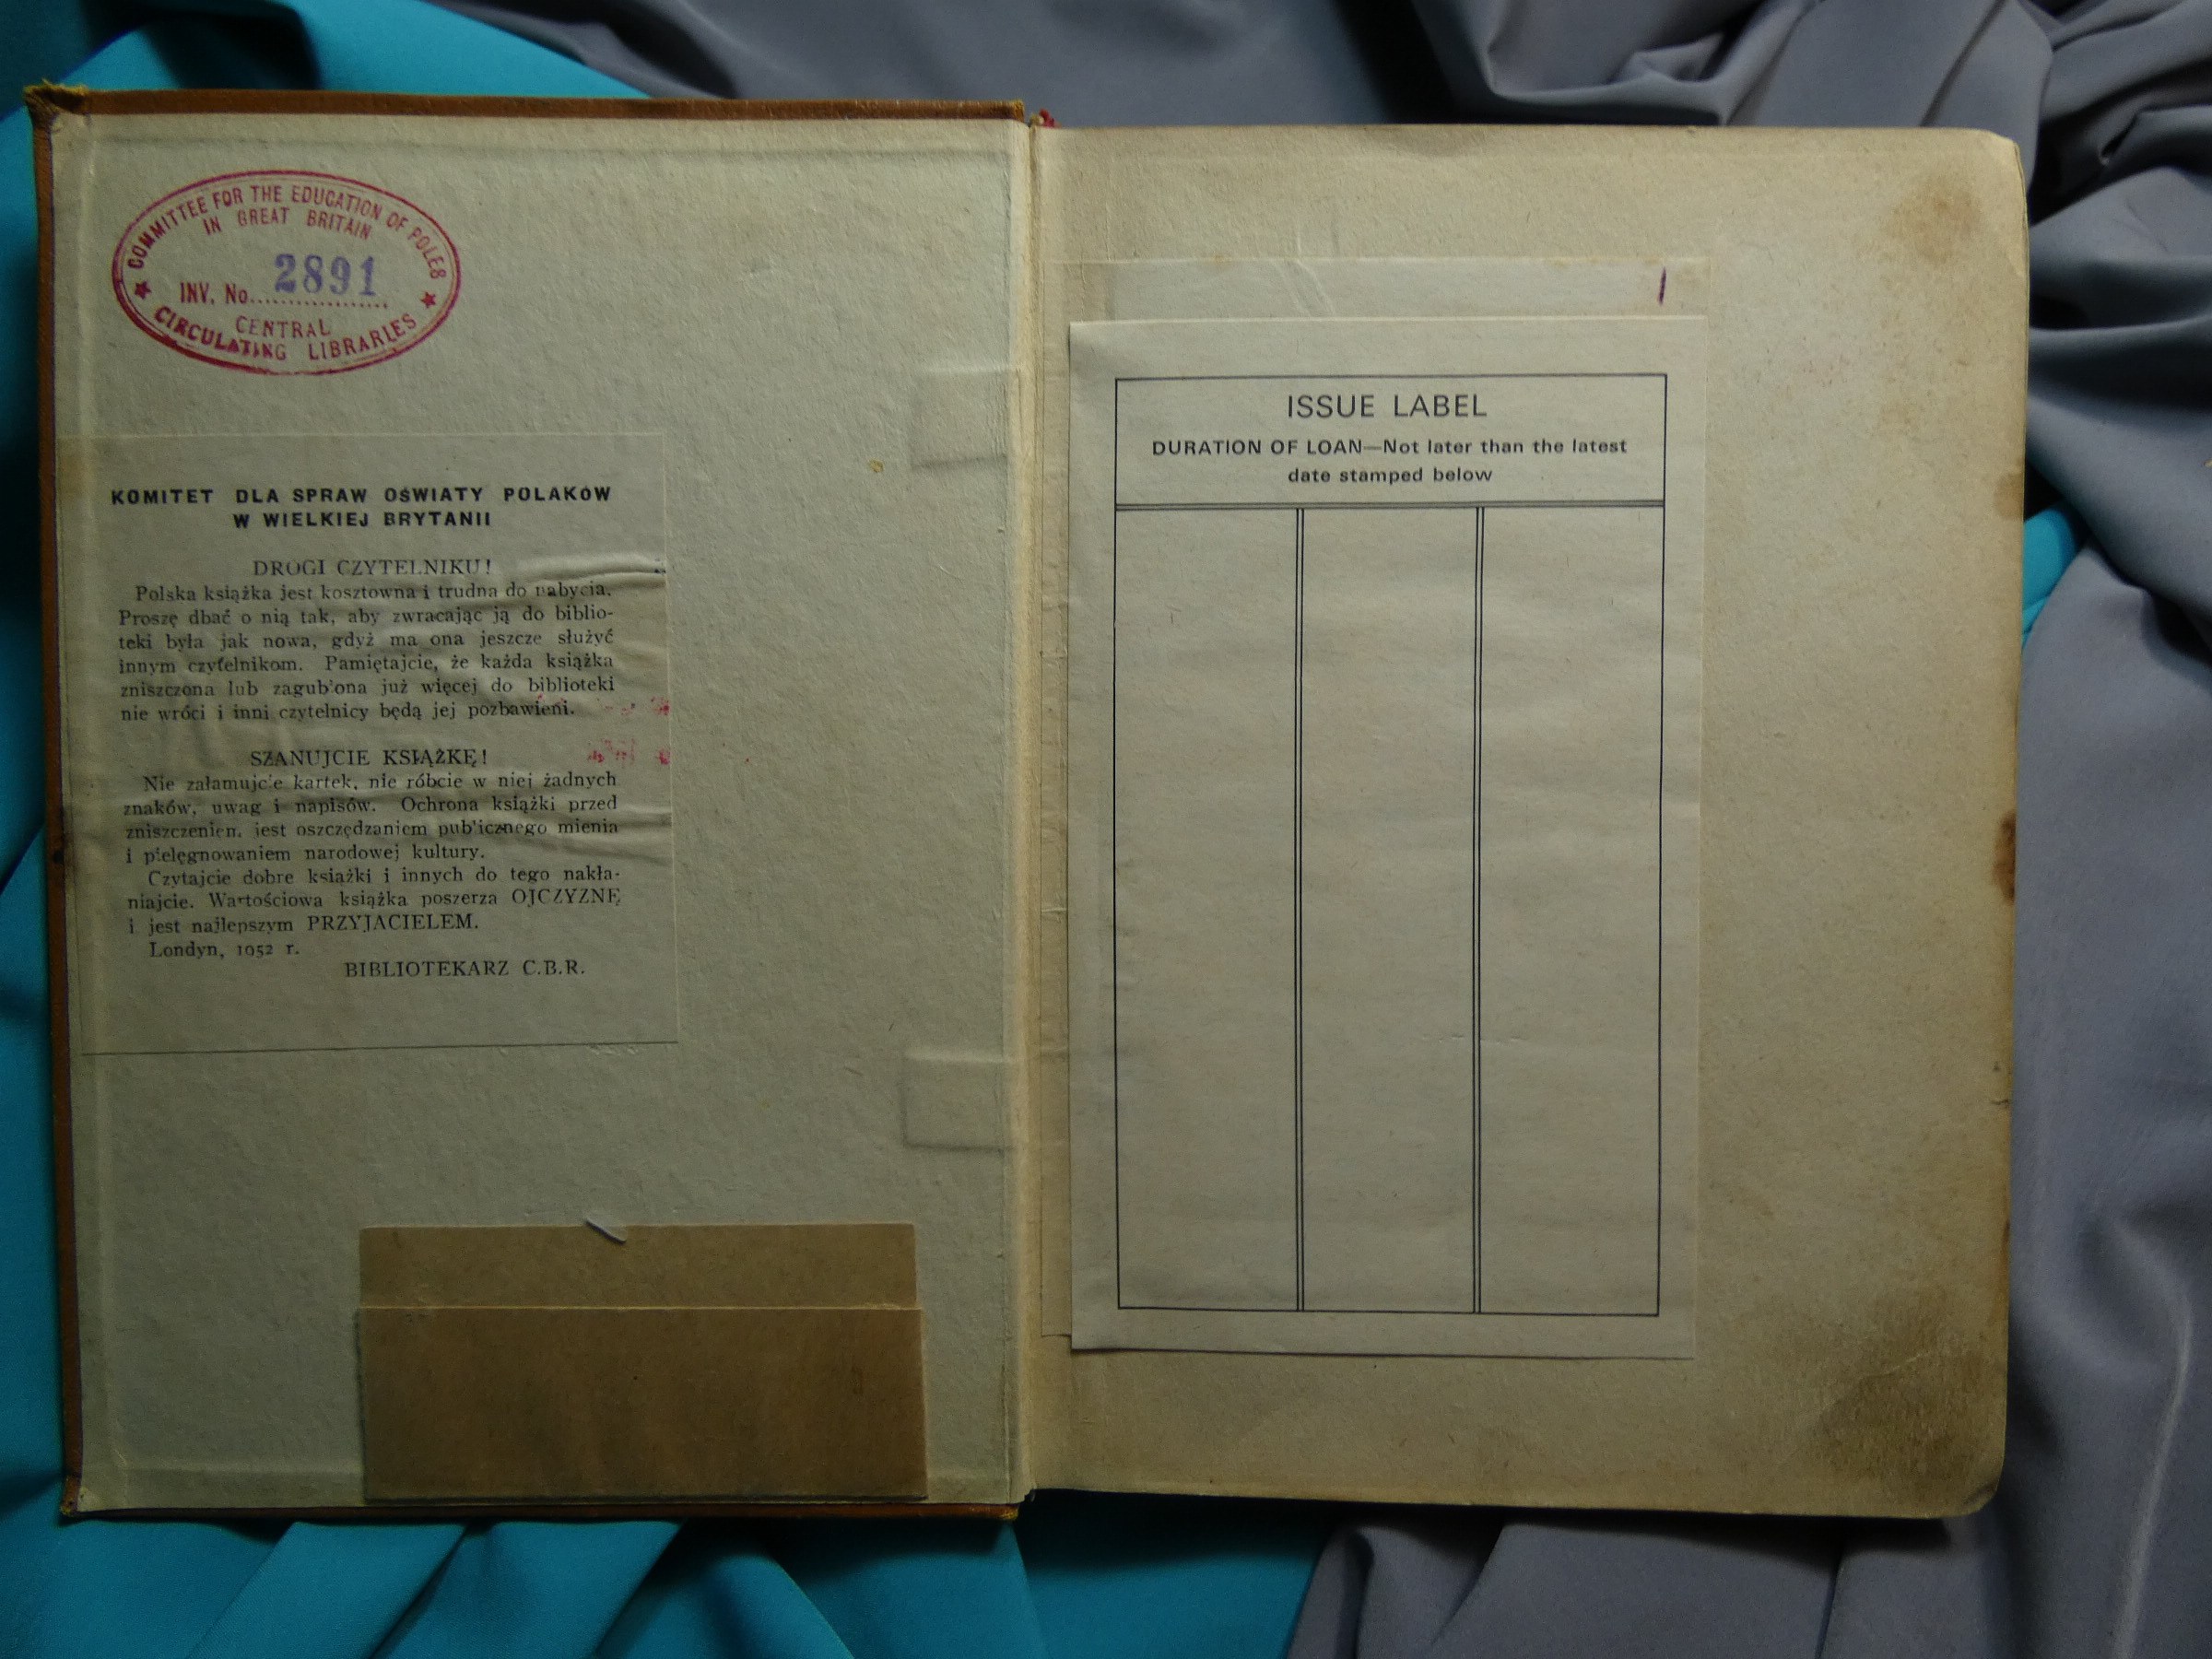 COMMITTEE FOR THE EDUCATION OF POLES
IN GREAT BRITAIN
INV. No. 2891
CENTRAL
CIRCULATING LIBRARIES
KOMITET DLA SPRAW OŚWIATY POLAKÓW
W WIELKIEJ BRYTANII
DROGI CZYTELNIKU!
Polska książka jest kosztowna i trudna do nabycia.
Proszę dbać o nią tak, aby zwracając ją do biblio-
teki była jak nowa, gdyż ma ona jeszcze służyć
innym czytelnikom. Pamiętajcie, że każda książka
zniszczona lub zagubiona już więcej do biblioteki
nie wróci i inni czytelnicy będą jej pozbawieni.
SZANUJCIE KSIĄŻKĘ!
Nie załamujcie kartek, nie róbcie w niej żadnych
znaków, uwag i napisów. Ochrona książki przed
zniszczeniem jest oszczędzaniem publicznego mienia
i pielęgnowaniem narodowej kultury.
Czytajcie dobre książki i innych do tego nakła-
niajcie. Wartościowa książka poszerza OJCZYZNĘ
i jest najlepszym PRZYJACIELEM.
Londyn, 1952 r.
BIBLIOTEKARZ C.B.R.
ISSUE LABEL
DURATION OF LOAN—Not later than the latest
date stamped below